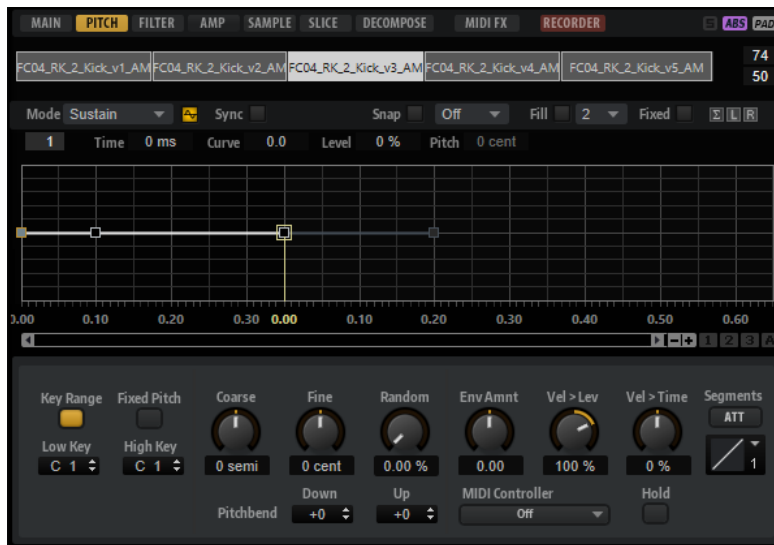 MAIN PITCH FILTER AMP SAMPLE SLICE DECOMPOSE MIDI FX RECORDER S ABS PAD
FC04_RK_2_Kick_v1_AM FC04_RK_2_Kick_v2_AM FC04_RK_2_Kick_v3_AM FC04_RK_2_Kick_v4_AM FC04_RK_2_Kick_v5_AM 74
50
Mode Sustain Sync Snap Off Fill 2 Fixed Σ L R
1 Time 0 ms Curve 0.0 Level 0 % Pitch 0 cent
0.00 0.10 0.20 0.30 0.00 0.10 0.20 0.30 0.40 0.50 0.60
1 2 3 A
Key Range Fixed Pitch Coarse Fine Random Env Amnt Vel > Lev Vel > Time Segments
ATT
Low Key High Key
C 1 C 1 0 semi 0 cent 0.00 % 0.00 100 % 0 % 1
Down Up MIDI Controller Hold
Pitchbend +0 +0 Off